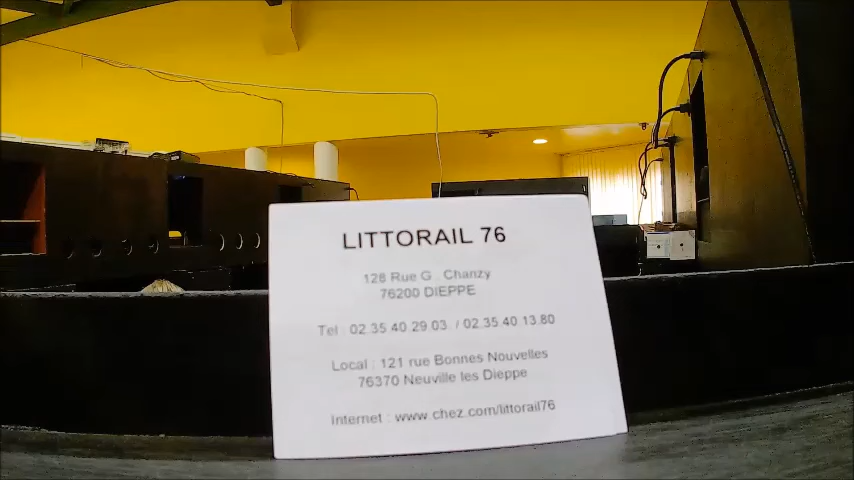 LITTORAIL 76
128 Rue G . Chanzy
76200 DIEPPE
Tel : 02.35.40.29.03. / 02.35.40.13.80
Local : 121 rue Bonnes Nouvelles
76370 Neuville les Dieppe
Internet : www.chez.com/littorail76